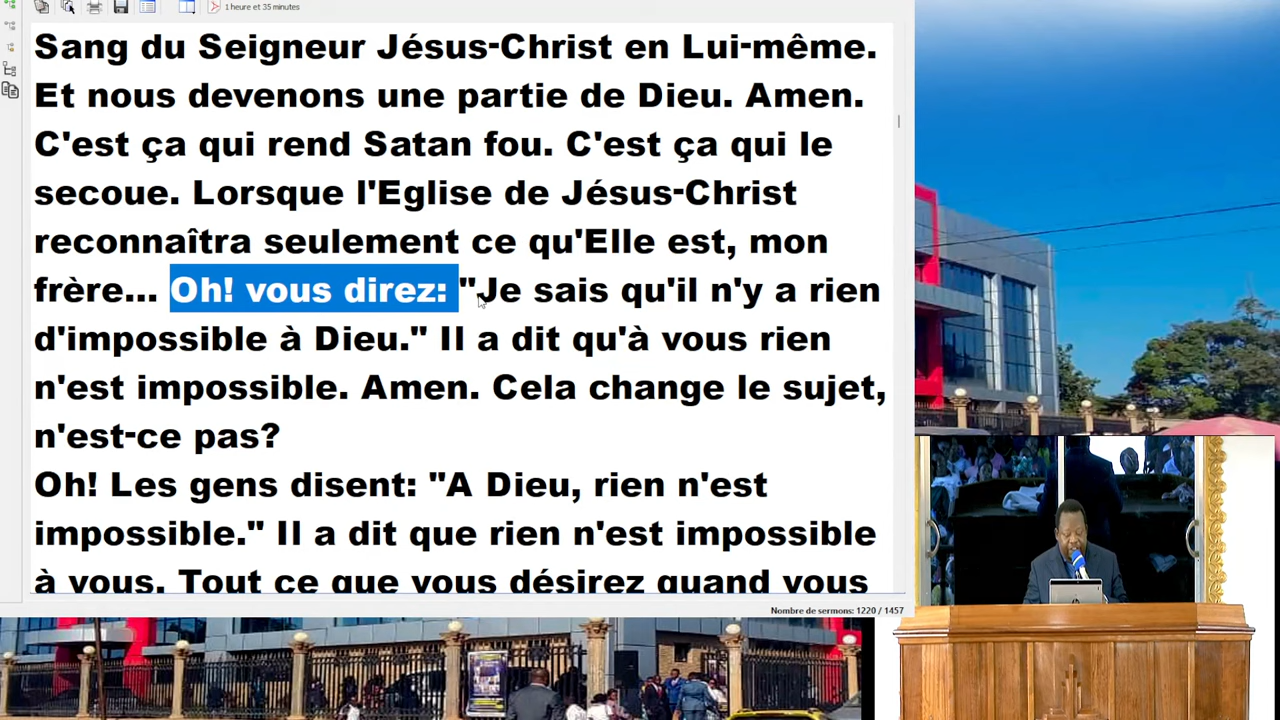 1 heure et 35 minutes
Sang du Seigneur Jésus-Christ en Lui-même.
Et nous devenons une partie de Dieu. Amen.
C'est ça qui rend Satan fou. C'est ça qui le
secoue. Lorsque l'Eglise de Jésus-Christ
reconnaîtra seulement ce qu'Elle est, mon
frère... Oh! vous direz: "Je sais qu'il n'y a rien
d'impossible à Dieu." Il a dit qu'à vous rien
n'est impossible. Amen. Cela change le sujet,
n'est-ce pas?
Oh! Les gens disent: "A Dieu, rien n'est
impossible." Il a dit que rien n'est impossible
à vous. Tout ce que vous désirez quand vous
Nombre de sermons: 1220 / 1457